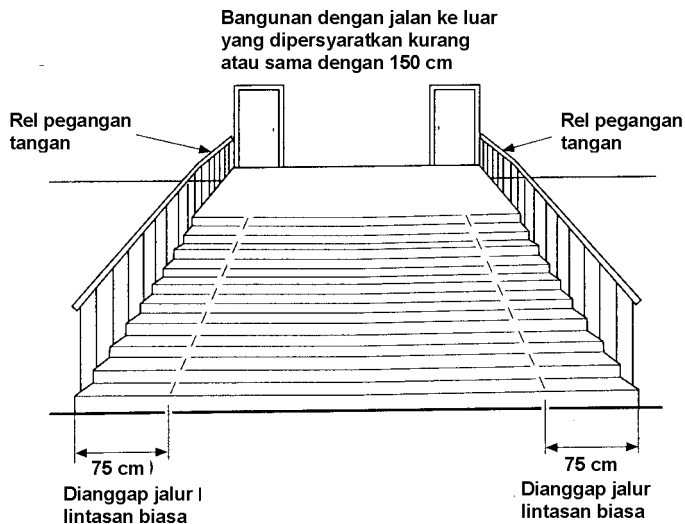 Bangunan dengan jalan ke luar
yang dipersyaratkan kurang
atau sama dengan 150 cm
Rel pegangan
tangan
Rel pegangan
tangan
75 cm
Dianggap jalur
lintasan biasa
75 cm
Dianggap jalur
lintasan biasa